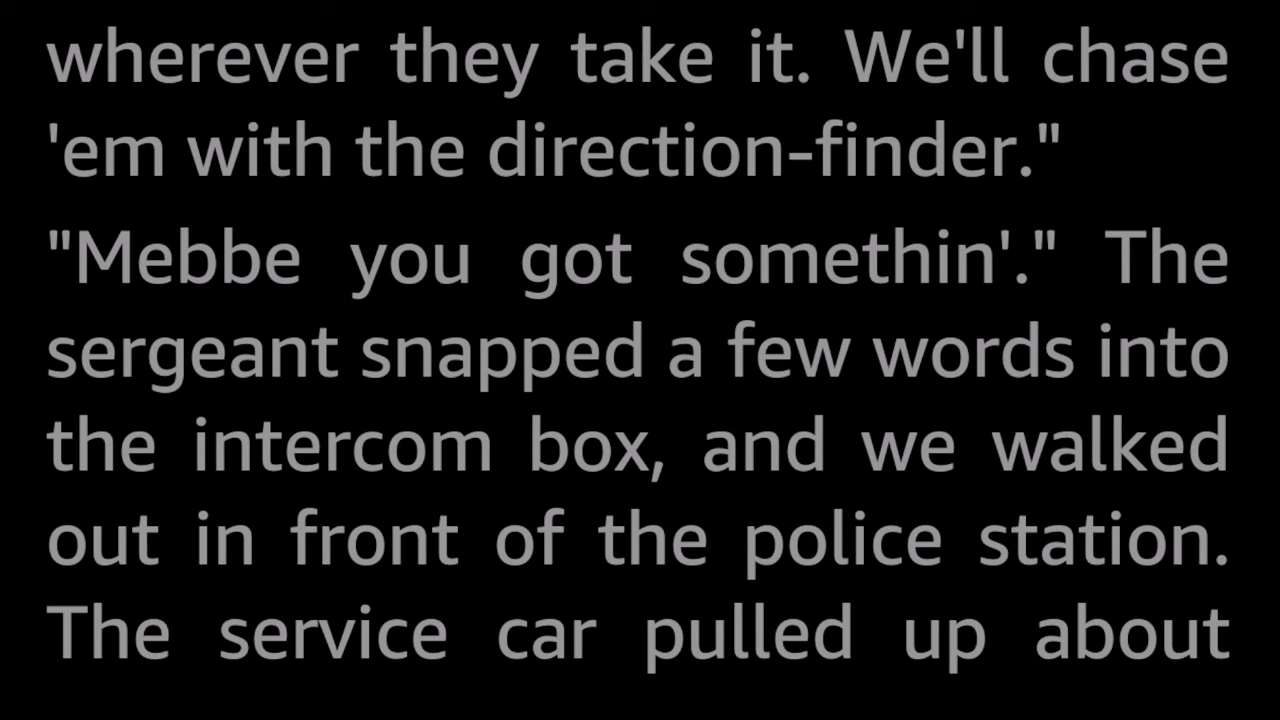 wherever they take it. We'll chase
'em with the direction-finder."
"Mebbe you got somethin'." The
sergeant snapped a few words into
the intercom box, and we walked
out in front of the police station.
The service car pulled up about